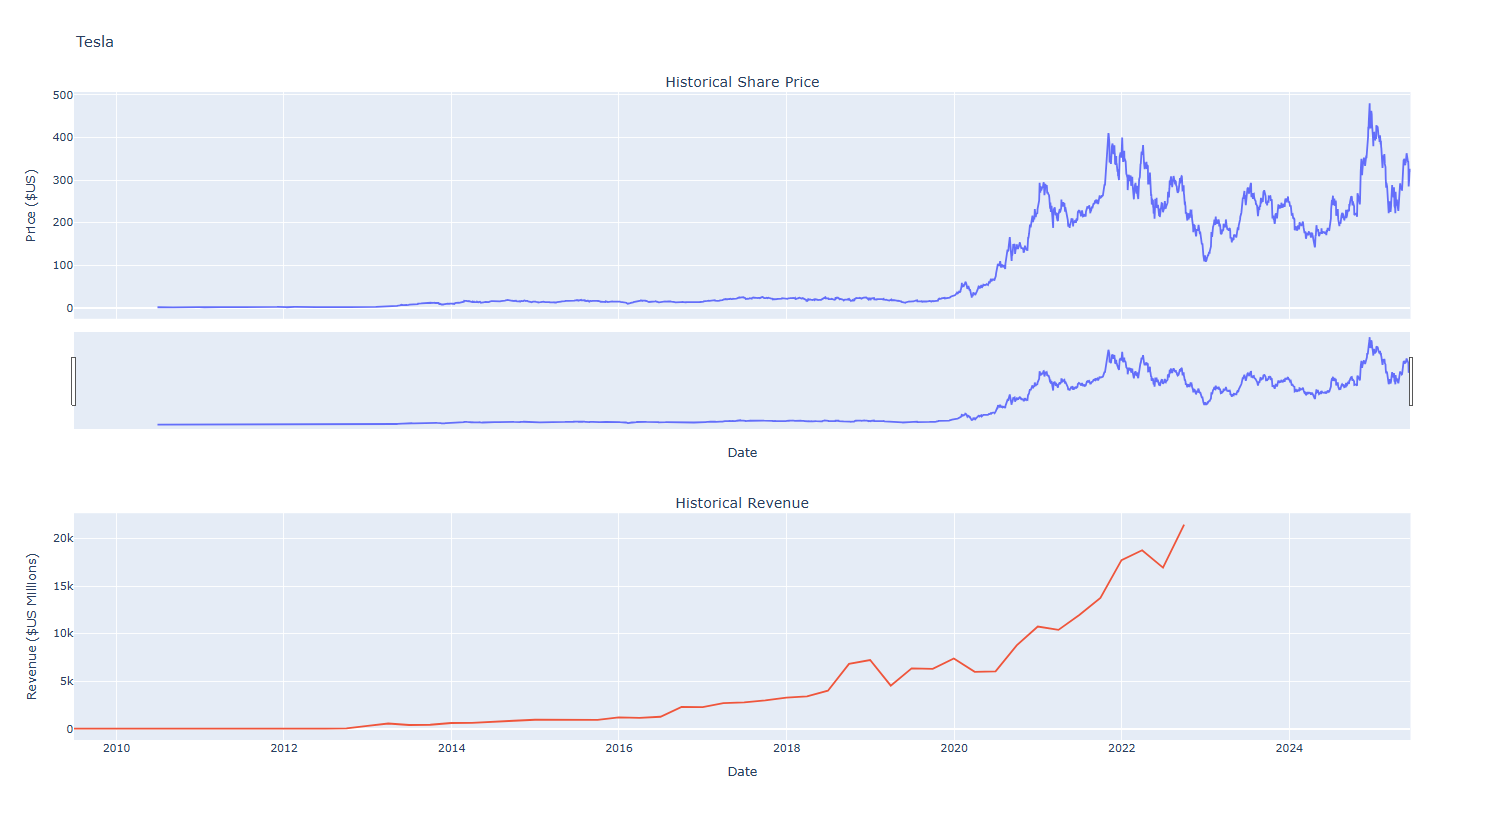 Tesla
Historical Share Price
500
400
300
200
100
0
Price ($US)
Date
Historical Revenue
20k
15k
10k
5k
0
Revenue ($US Millions)
2010 2012 2014 2016 2018 2020 2022 2024
Date